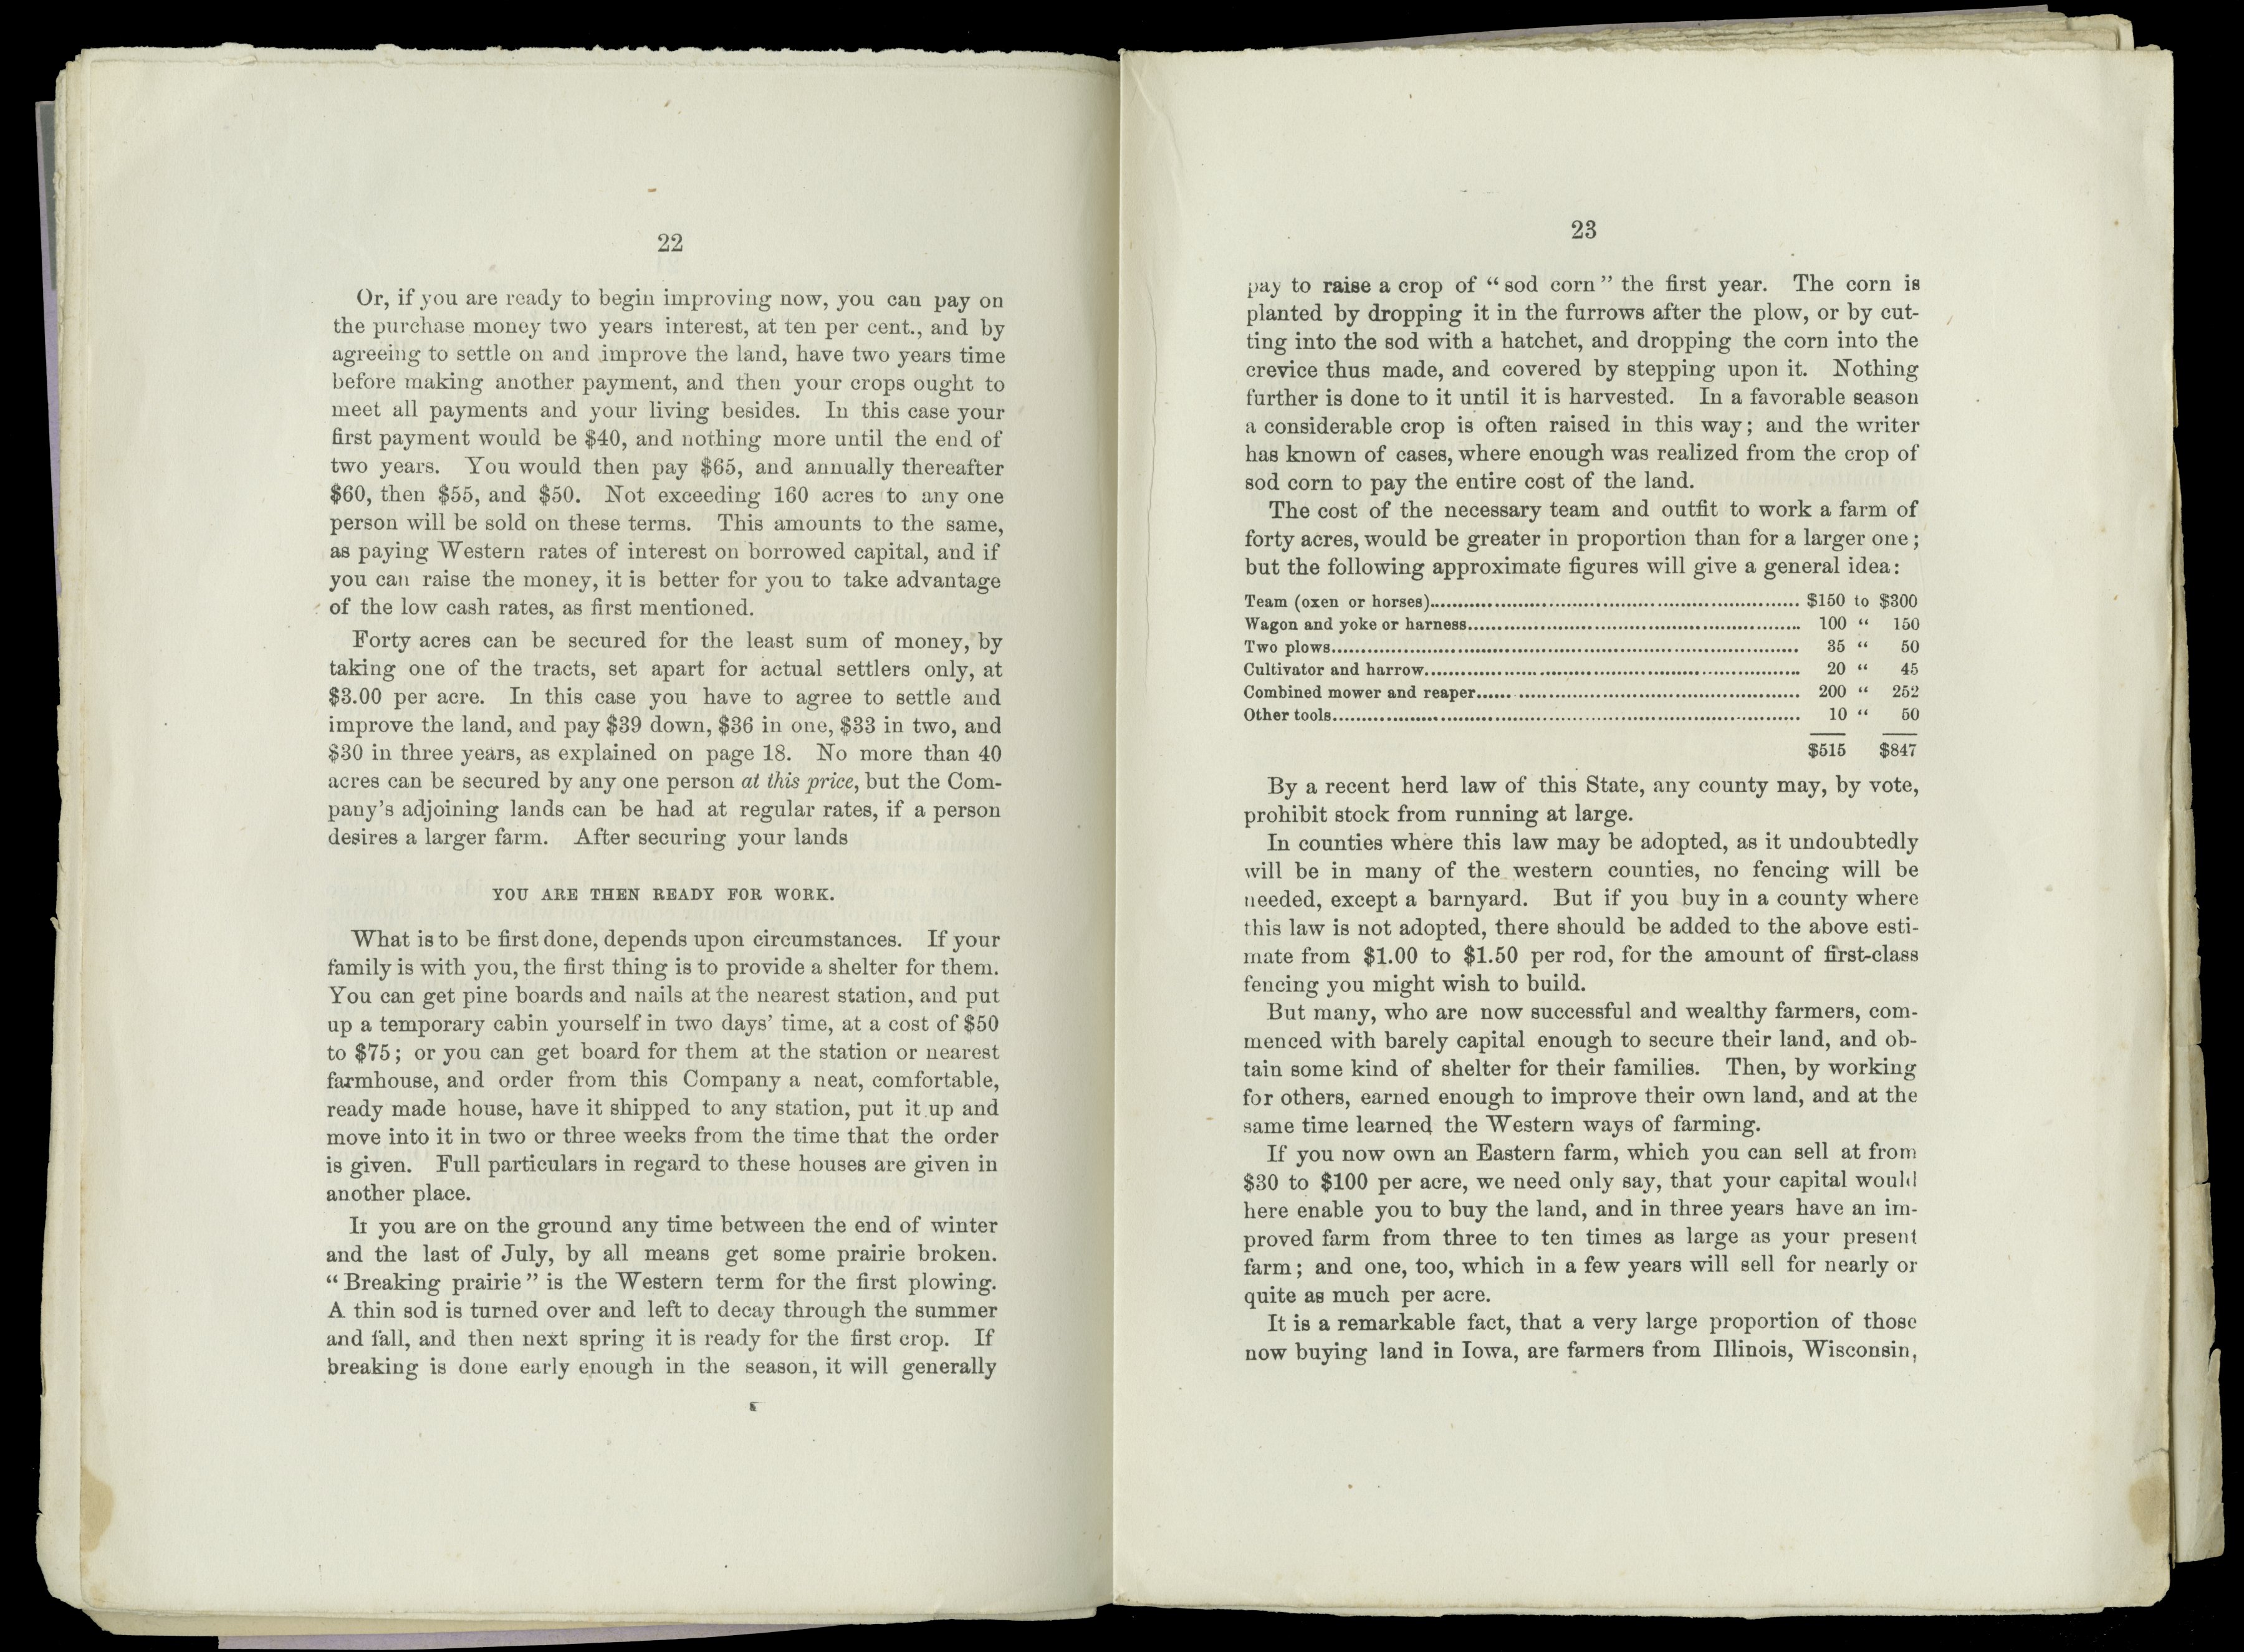 22
Or, if you are ready to begin improving now, you can pay on
the purchase money two years interest, at ten per cent., and by
agreeing to settle on and improve the land, have two years time
before making another payment, and then your crops ought to
meet all payments and your living besides. In this case your
first payment would be $40, and nothing more until the end of
two years. You would then pay $65, and annually thereafter
$60, then $55, and $50. Not exceeding 160 acres to any one
person will be sold on these terms. This amounts to the same,
as paying Western rates of interest on borrowed capital, and if
you can raise the money, it is better for you to take advantage
of the low cash rates, as first mentioned.
Forty acres can be secured for the least sum of money, by
taking one of the tracts, set apart for actual settlers only, at
$3.00 per acre. In this case you have to agree to settle and
improve the land, and pay $39 down, $36 in one, $33 in two, and
$30 in three years, as explained on page 18. No more than 40
acres can be secured by any one person at this price, but the Com-
pany's adjoining lands can be had at regular rates, if a person
desires a larger farm. After securing your lands
YOU ARE THEN READY FOR WORK.
What is to be first done, depends upon circumstances. If your
family is with you, the first thing is to provide a shelter for them.
You can get pine boards and nails at the nearest station, and put
up a temporary cabin yourself in two days' time, at a cost of $50
to $75; or you can get board for them at the station or nearest
farmhouse, and order from this Company a neat, comfortable,
ready made house, have it shipped to any station, put it up and
move into it in two or three weeks from the time that the order
is given. Full particulars in regard to these houses are given in
another place.
If you are on the ground any time between the end of winter
and the last of July, by all means get some prairie broken.
"Breaking prairie" is the Western term for the first plowing.
A thin sod is turned over and left to decay through the summer
and fall, and then next spring it is ready for the first crop. If
breaking is done early enough in the season, it will generally
23
pay to raise a crop of "sod corn" the first year. The corn is
planted by dropping it in the furrows after the plow, or by cut-
ting into the sod with a hatchet, and dropping the corn into the
crevice thus made, and covered by stepping upon it. Nothing
further is done to it until it is harvested. In a favorable season
a considerable crop is often raised in this way; and the writer
has known of cases, where enough was realized from the crop of
sod corn to pay the entire cost of the land.
The cost of the necessary team and outfit to work a farm of
forty acres, would be greater in proportion than for a larger one;
but the following approximate figures will give a general idea:
Team (oxen or horses)........ $150 to $300
Wagon and yoke or harness........ 100 " 150
Two plows........ 35 " 50
Cultivator and harrow........ 20 " 45
Combined mower and reaper........ 200 " 252
Other tools........ 10 " 50
$515 $847
By a recent herd law of this State, any county may, by vote,
prohibit stock from running at large.
In counties where this law may be adopted, as it undoubtedly
will be in many of the western counties, no fencing will be
needed, except a barnyard. But if you buy in a county where
this law is not adopted, there should be added to the above esti-
mate from $1.00 to $1.50 per rod, for the amount of first-class
fencing you might wish to build.
But many, who are now successful and wealthy farmers, com-
menced with barely capital enough to secure their land, and ob-
tain some kind of shelter for their families. Then, by working
for others, earned enough to improve their own land, and at the
same time learned the Western ways of farming.
If you now own an Eastern farm, which you can sell at from
$30 to $100 per acre, we need only say, that your capital would
here enable you to buy the land, and in three years have an im-
proved farm from three to ten times as large as your present
farm; and one, too, which in a few years will sell for nearly or
quite as much per acre.
It is a remarkable fact, that a very large proportion of those
now buying land in Iowa, are farmers from Illinois, Wisconsin,